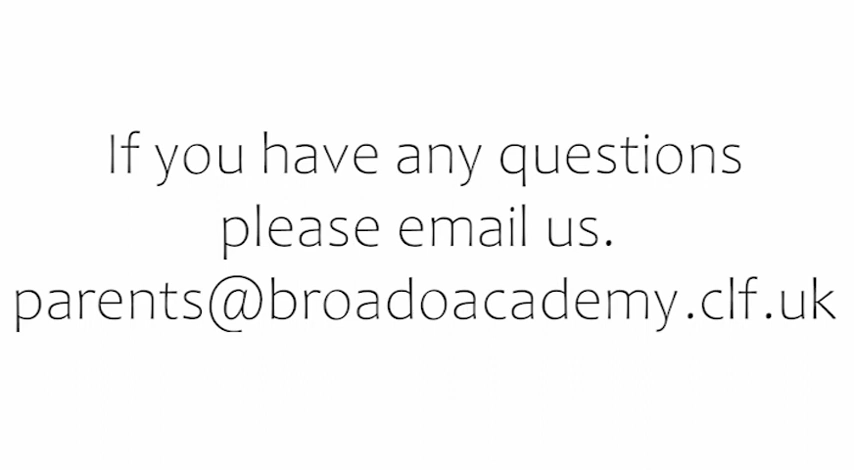 If you have any questions
please email us.
parents@broadoacademy.clf.uk